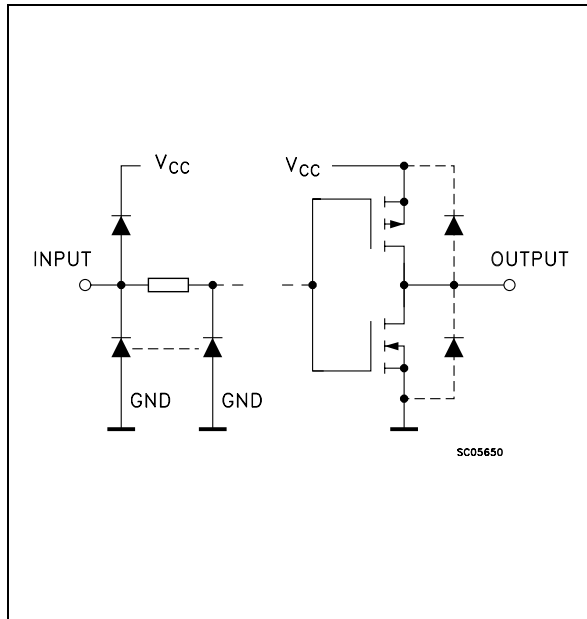 VCC
VCC
INPUT
OUTPUT
GND
GND
SC05650